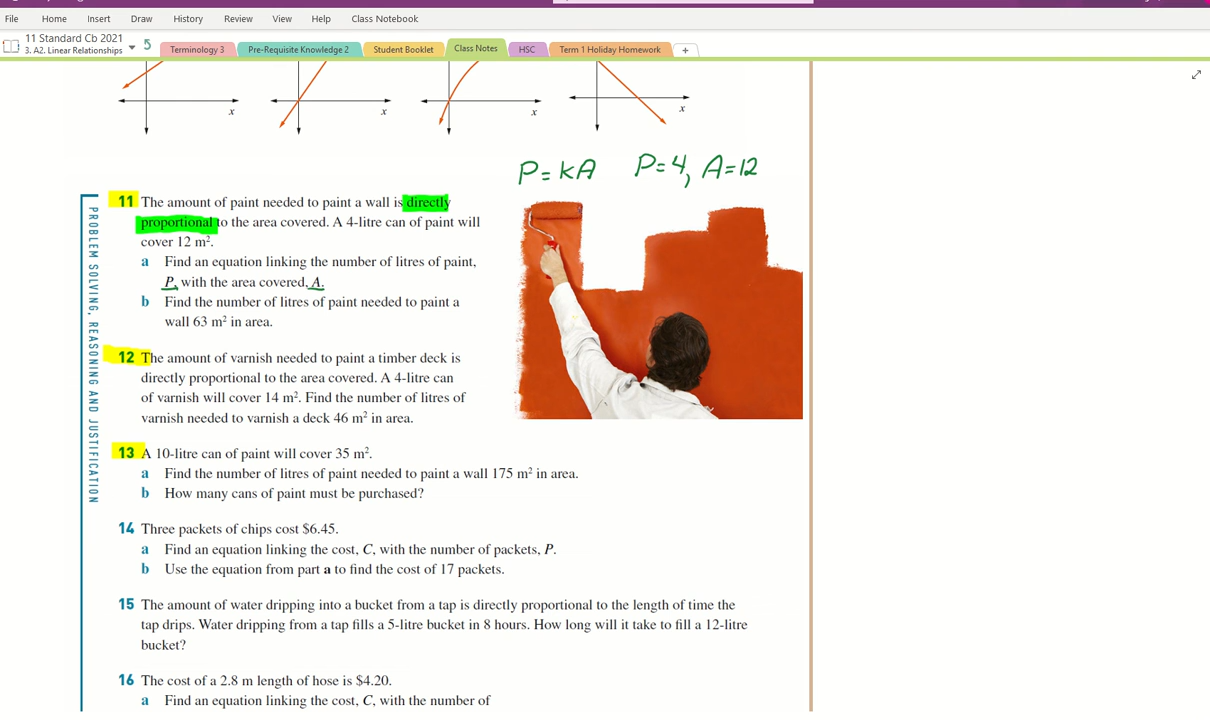 File Home Insert Draw History Review View Help Class Notebook
11 Standard Cb 2021
3. A2. Linear Relationships
Terminology 3 Pre-Requisite Knowledge 2 Student Booklet Class Notes HSC Term 1 Holiday Homework +
x x x x
P = kA P=4, A=12
11 The amount of paint needed to paint a wall is directly
proportional to the area covered. A 4-litre can of paint will
cover 12 m².
a Find an equation linking the number of litres of paint,
P, with the area covered, A.
b Find the number of litres of paint needed to paint a
wall 63 m² in area.
12 The amount of varnish needed to paint a timber deck is
directly proportional to the area covered. A 4-litre can
of varnish will cover 14 m². Find the number of litres of
varnish needed to varnish a deck 46 m² in area.
13 A 10-litre can of paint will cover 35 m².
a Find the number of litres of paint needed to paint a wall 175 m² in area.
b How many cans of paint must be purchased?
14 Three packets of chips cost $6.45.
a Find an equation linking the cost, C, with the number of packets, P.
b Use the equation from part a to find the cost of 17 packets.
15 The amount of water dripping into a bucket from a tap is directly proportional to the length of time the
tap drips. Water dripping from a tap fills a 5-litre bucket in 8 hours. How long will it take to fill a 12-litre
bucket?
16 The cost of a 2.8 m length of hose is $4.20.
a Find an equation linking the cost, C, with the number of
PROBLEM SOLVING, REASONING AND JUSTIFICATION